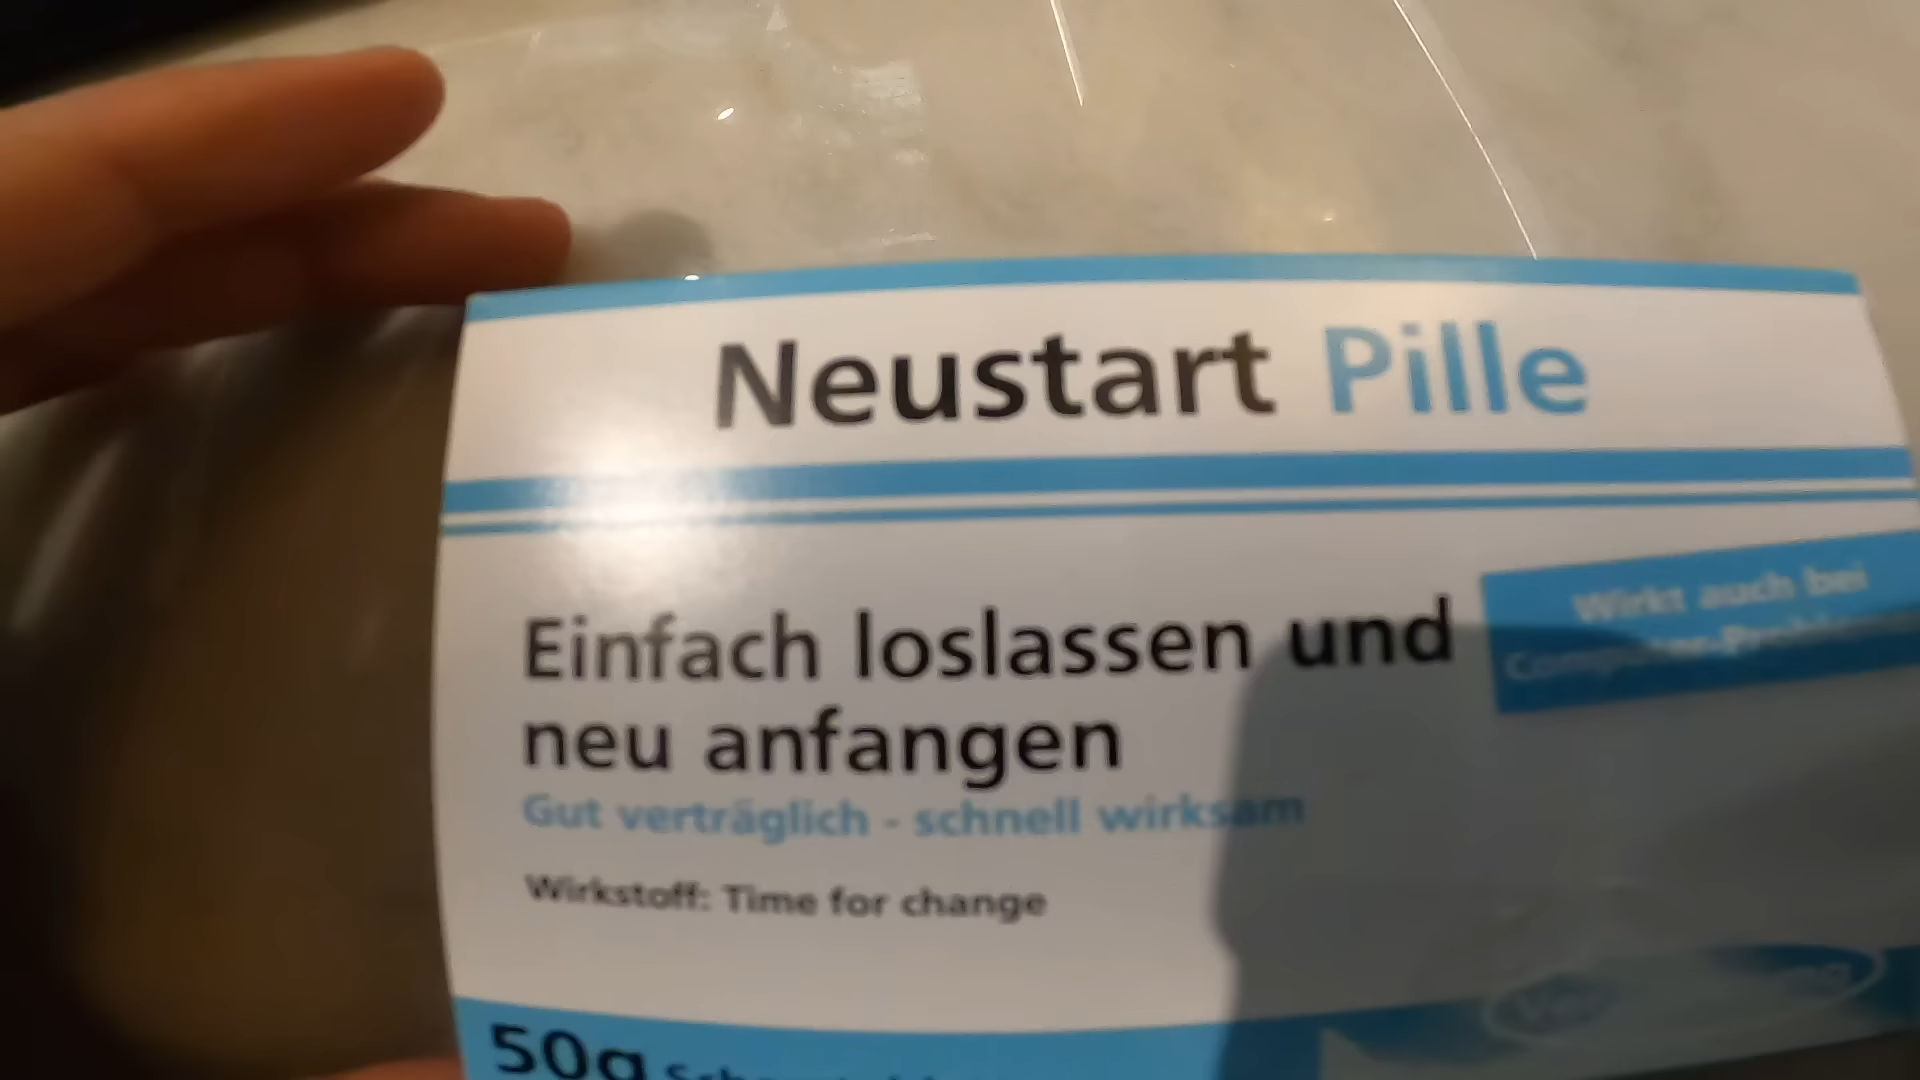 Neustart Pille
Wirkt auch bei
Einfach loslassen und
neu anfangen
Gut verträglich - schnell wirksam
Wirkstoff: Time for change
50g